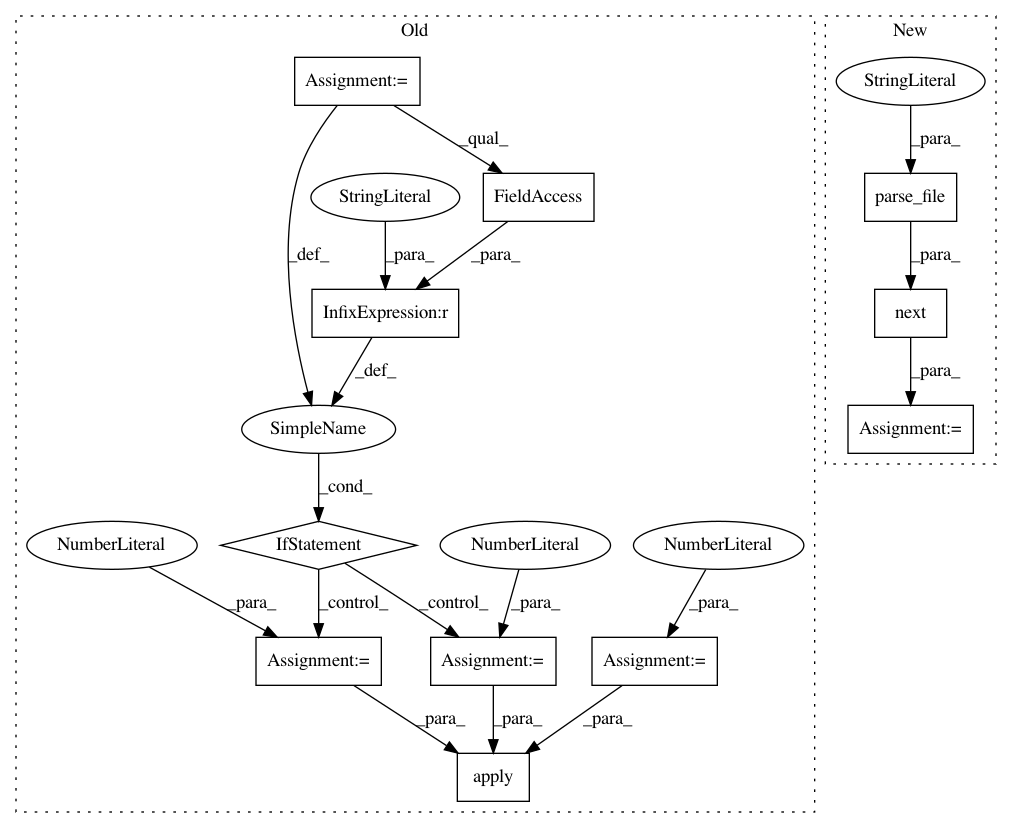 Old
New
Assignment:=
StringLiteral
_qual_
_para_
StringLiteral
FieldAccess
parse_file
_def_
_para_
_para_
_para_
InfixExpression:r
next
_def_
_para_
SimpleName
Assignment:=
_cond_
NumberLiteral
IfStatement
NumberLiteral
NumberLiteral
_para_
_control_
_control_
_para_
_para_
Assignment:=
Assignment:=
Assignment:=
_para_
_para_
_para_
apply